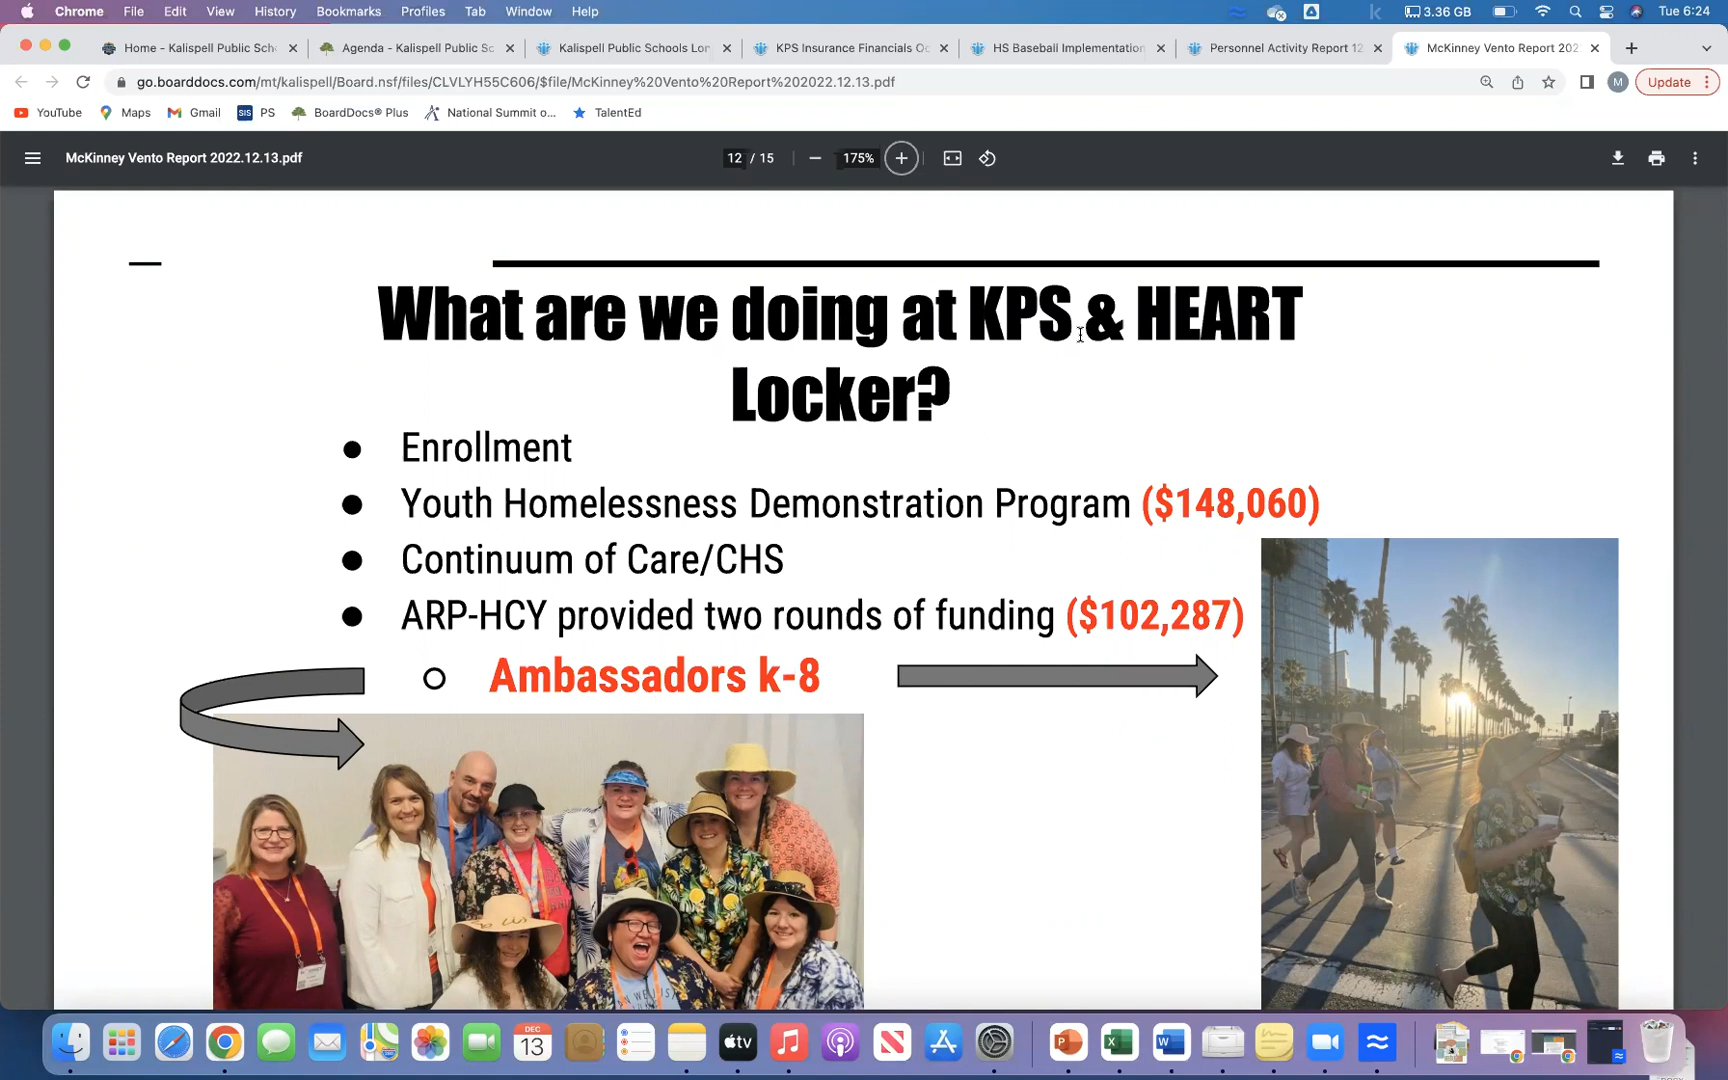 Chrome File Edit View History Bookmarks Profiles Tab Window Help 3.36 GB Tue 6:24
Home - Kalispell Public Sch Agenda - Kalispell Public Sc Kalispell Public Schools Lon KPS Insurance Financials Oc HS Baseball Implementation Personnel Activity Report 12 McKinney Vento Report 202
go.boarddocs.com/mt/kalispell/Board.nsf/files/CLVLYH55C606/$file/McKinney%20Vento%20Report%202022.12.13.pdf M Update
YouTube Maps Gmail SIS PS BoardDocs® Plus National Summit o... TalentEd
McKinney Vento Report 2022.12.13.pdf 12 / 15 175%
What are we doing at KPS & HEART
Locker?
● Enrollment
● Youth Homelessness Demonstration Program ($148,060)
● Continuum of Care/CHS
● ARP-HCY provided two rounds of funding ($102,287)
○ Ambassadors k-8
DEC
13
tv